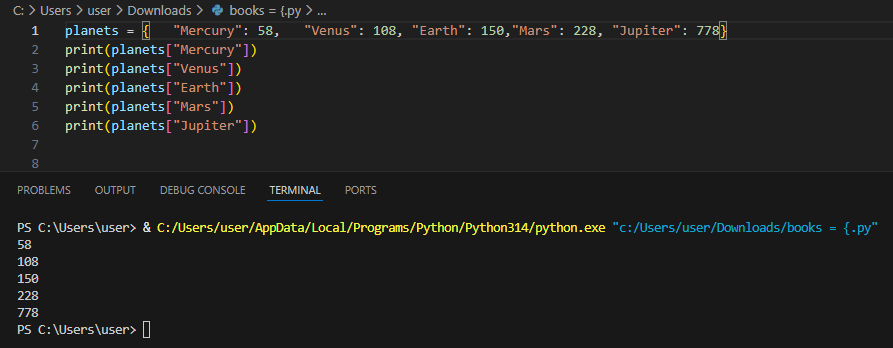 C: > Users > user > Downloads > books = {.py > ...
1 planets = {   "Mercury": 58,   "Venus": 108, "Earth": 150,"Mars": 228, "Jupiter": 778}
2 print(planets["Mercury"])
3 print(planets["Venus"])
4 print(planets["Earth"])
5 print(planets["Mars"])
6 print(planets["Jupiter"])
7
8
PROBLEMS OUTPUT DEBUG CONSOLE TERMINAL PORTS
PS C:\Users\user> & C:/Users/user/AppData/Local/Programs/Python/Python314/python.exe "c:/Users/user/Downloads/books = {.py"
58
108
150
228
778
PS C:\Users\user>